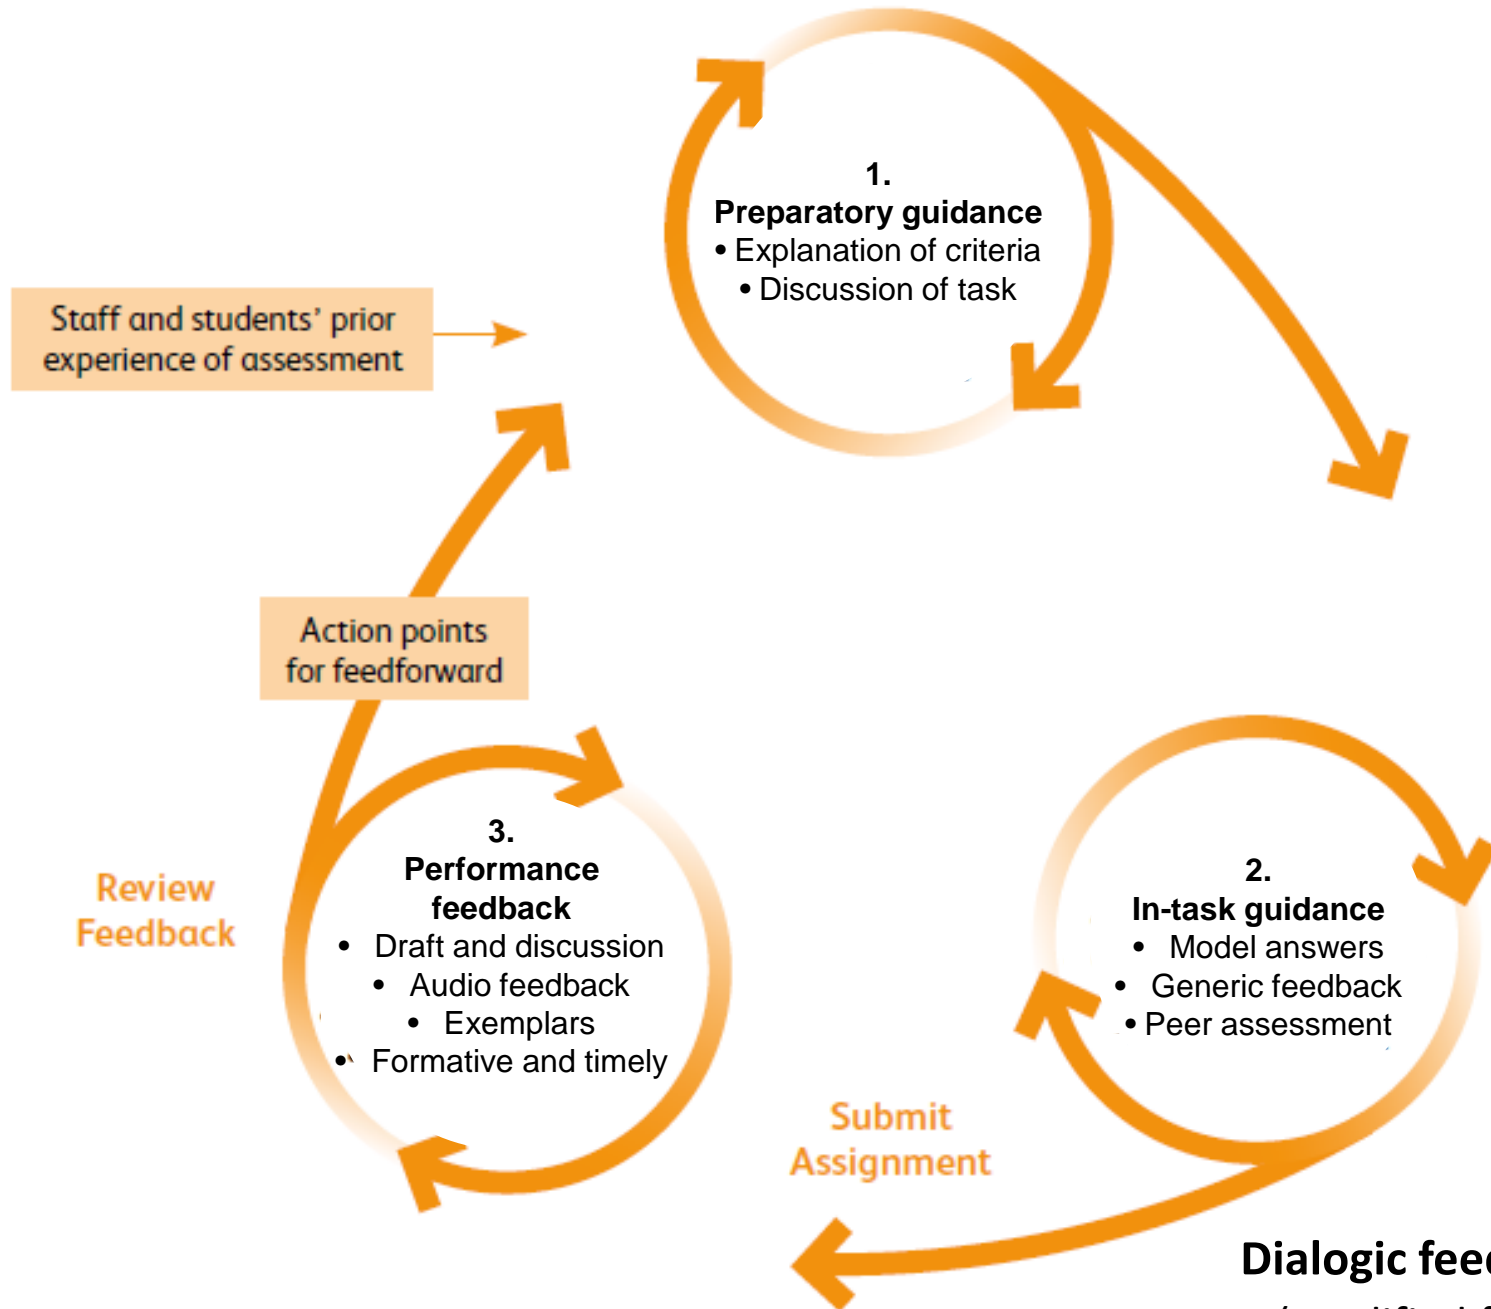 1.
Preparatory guidance
• Explanation of criteria
• Discussion of task
Staff and students’ prior
experience of assessment
Action points
for feedforward
3.
Performance
feedback
• Draft and discussion
• Audio feedback
• Exemplars
• Formative and timely
Review
Feedback
2.
In-task guidance
• Model answers
• Generic feedback
• Peer assessment
Submit
Assignment
Dialogic